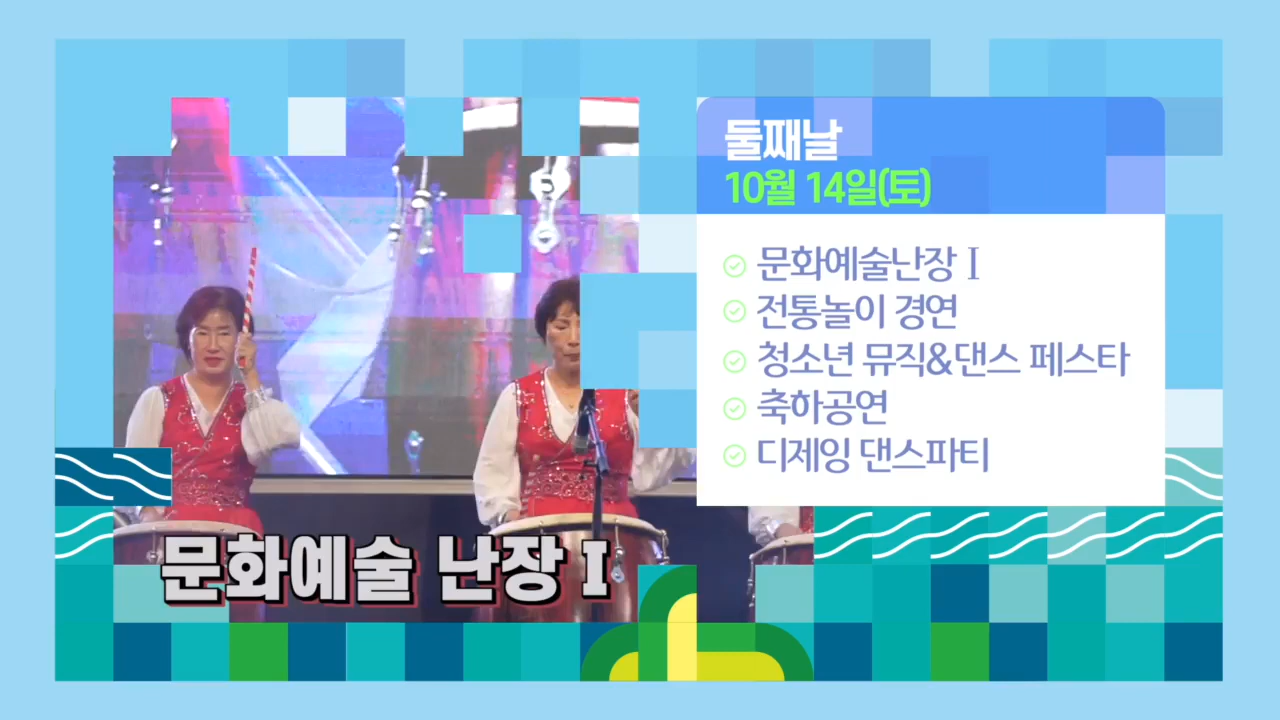 둘째날
10월 14일(토)
문화예술난장 Ⅰ
전통놀이 경연
청소년 뮤직&댄스 페스타
축하공연
디제잉 댄스파티
문화예술 난장 Ⅰ